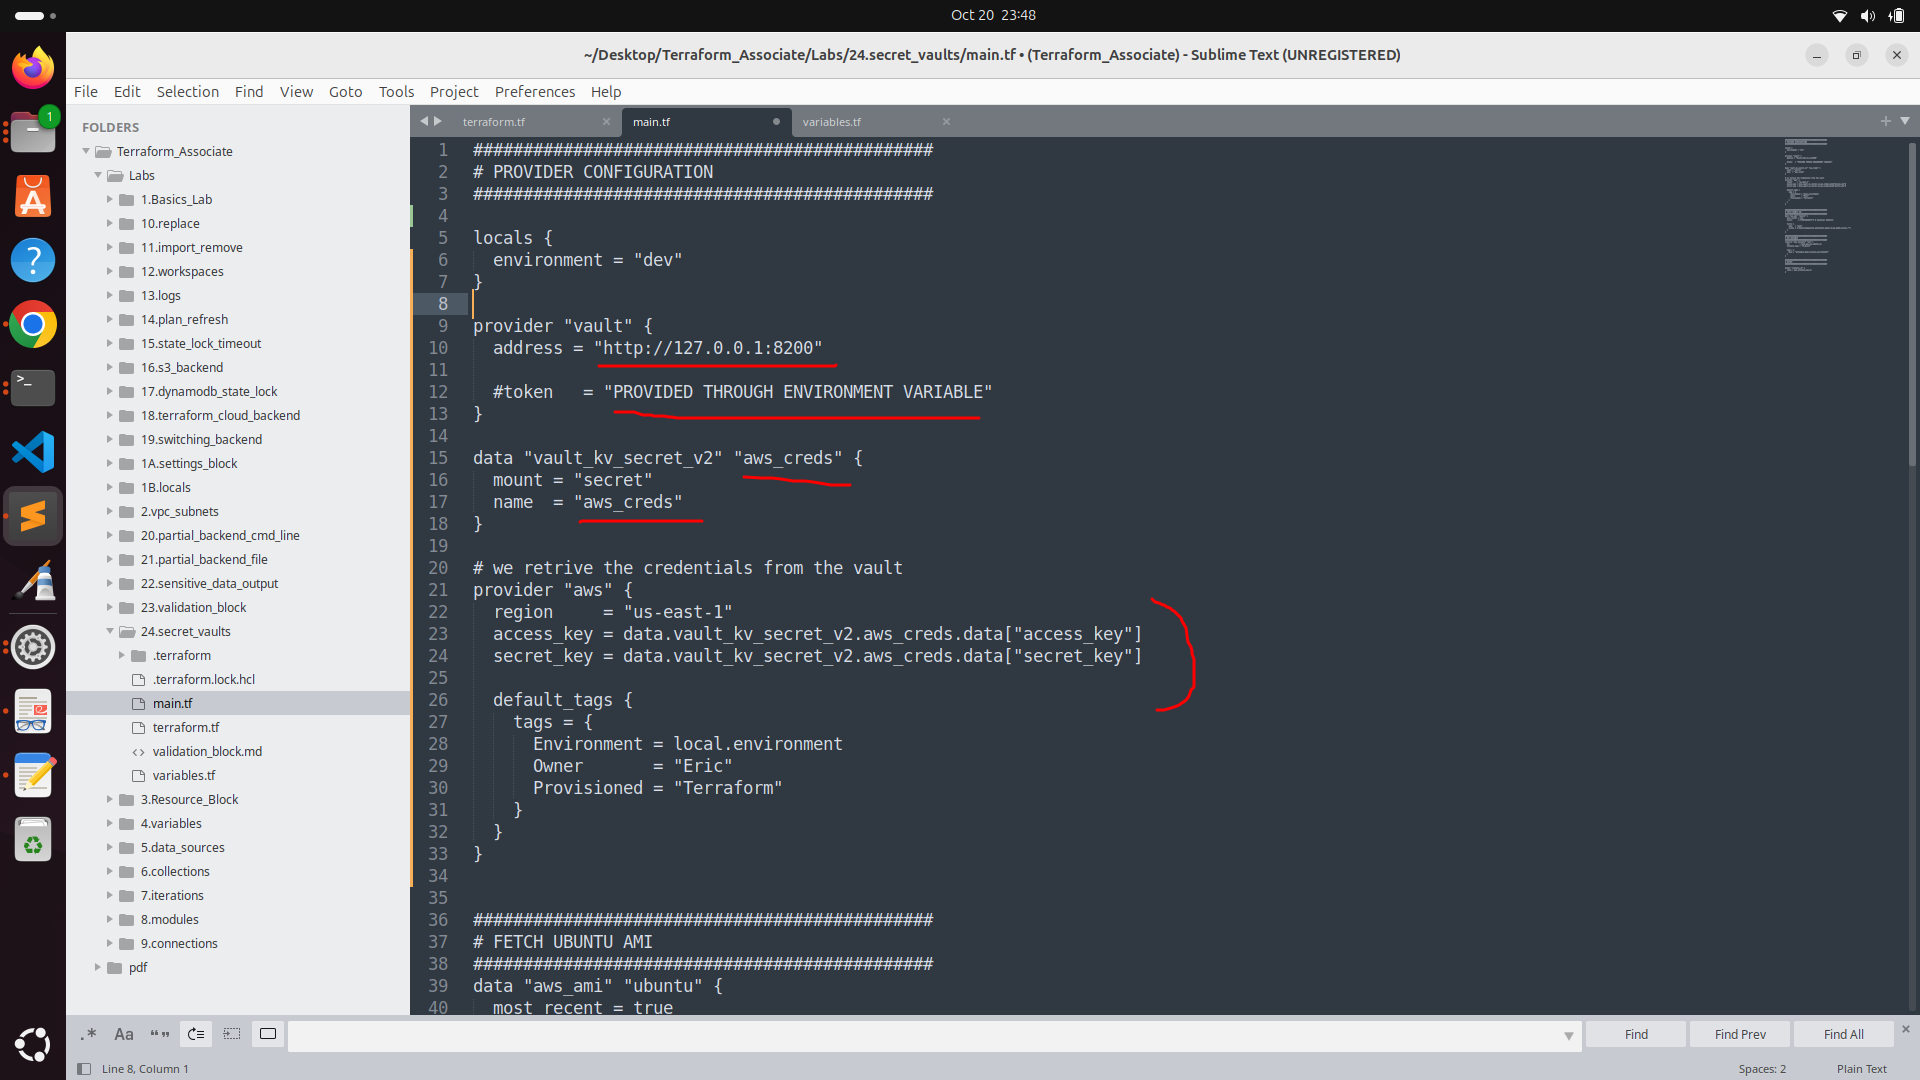 Oct 20 23:48
~/Desktop/Terraform_Associate/Labs/24.secret_vaults/main.tf • (Terraform_Associate) - Sublime Text (UNREGISTERED)
File Edit Selection Find View Goto Tools Project Preferences Help
1
FOLDERS
Terraform_Associate
Labs
1.Basics_Lab
10.replace
11.import_remove
12.workspaces
13.logs
14.plan_refresh
15.state_lock_timeout
16.s3_backend
17.dynamodb_state_lock
18.terraform_cloud_backend
19.switching_backend
1A.settings_block
1B.locals
2.vpc_subnets
20.partial_backend_cmd_line
21.partial_backend_file
22.sensitive_data_output
23.validation_block
24.secret_vaults
.terraform
.terraform.lock.hcl
main.tf
terraform.tf
<> validation_block.md
variables.tf
3.Resource_Block
4.variables
5.data_sources
6.collections
7.iterations
8.modules
9.connections
pdf
terraform.tf main.tf variables.tf
1 ##############################################
2 # PROVIDER CONFIGURATION
3 ##############################################
4
5 locals {
6   environment = "dev"
7 }
8
9 provider "vault" {
10   address = "http://127.0.0.1:8200"
11
12   #token   = "PROVIDED THROUGH ENVIRONMENT VARIABLE"
13 }
14
15 data "vault_kv_secret_v2" "aws_creds" {
16   mount = "secret"
17   name  = "aws_creds"
18 }
19
20 # we retrive the credentials from the vault
21 provider "aws" {
22   region     = "us-east-1"
23   access_key = data.vault_kv_secret_v2.aws_creds.data["access_key"]
24   secret_key = data.vault_kv_secret_v2.aws_creds.data["secret_key"]
25
26   default_tags {
27     tags = {
28       Environment = local.environment
29       Owner       = "Eric"
30       Provisioned = "Terraform"
31     }
32   }
33 }
34
35
36 ##############################################
37 # FETCH UBUNTU AMI
38 ##############################################
39 data "aws_ami" "ubuntu" {
40   most_recent = true
.* Aa “” Find Find Prev Find All
Line 8, Column 1 Spaces: 2 Plain Text